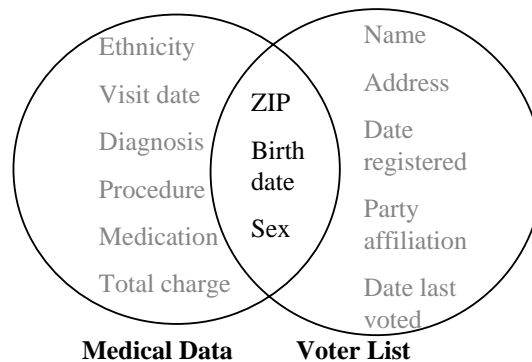 Ethnicity
Visit date
Diagnosis
Procedure
Medication
Total charge
ZIP
Birth
date
Sex
Name
Address
Date
registered
Party
affiliation
Date last
voted
Medical Data
Voter List